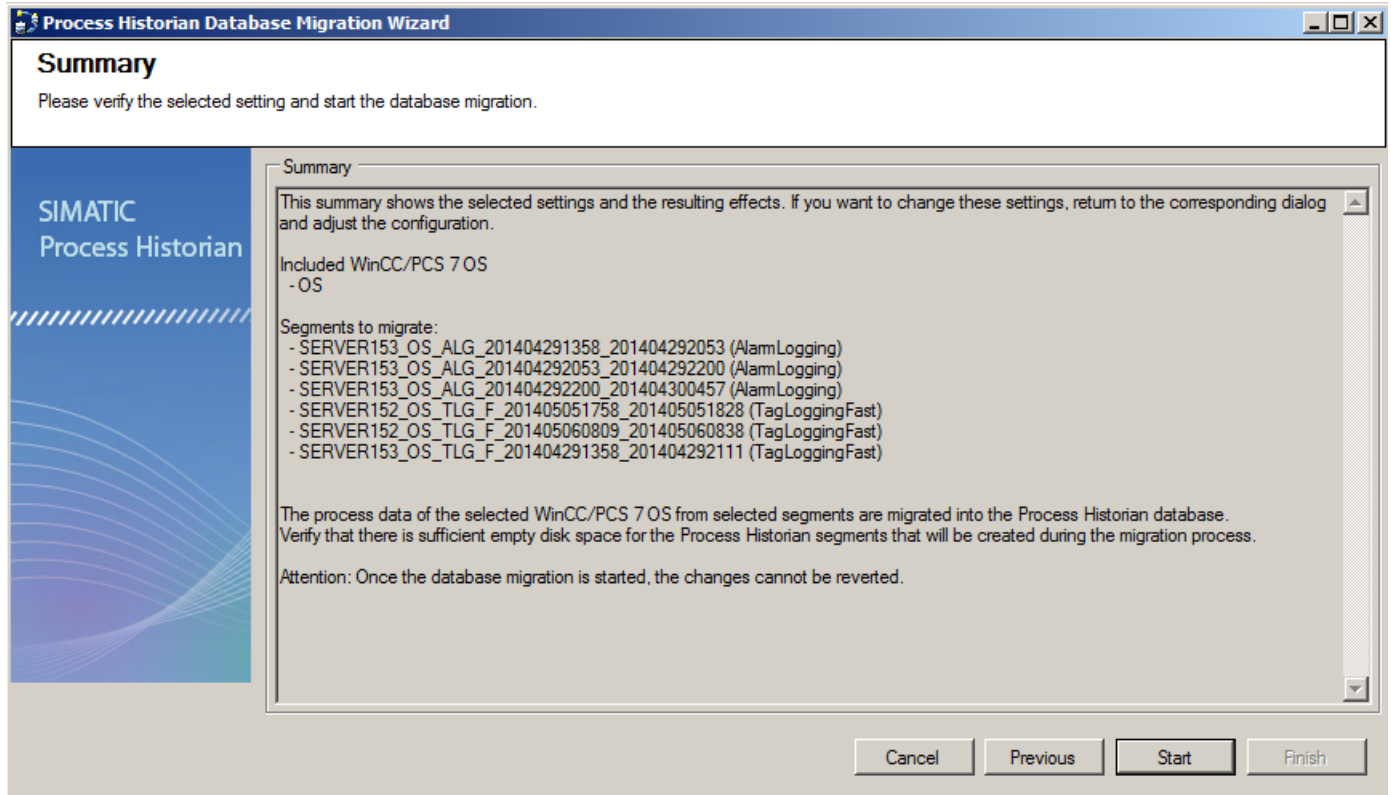 Process Historian Database Migration Wizard
Summary
Please verify the selected setting and start the database migration.
SIMATIC
Process Historian
Summary
This summary shows the selected settings and the resulting effects. If you want to change these settings, return to the corresponding dialog
and adjust the configuration.
Included WinCC/PCS 7 OS
- OS
Segments to migrate:
- SERVER153_OS_ALG_201404291358_201404292053 (AlarmLogging)
- SERVER153_OS_ALG_201404292053_201404292200 (AlarmLogging)
- SERVER153_OS_ALG_201404292200_201404300457 (AlarmLogging)
- SERVER152_OS_TLG_F_201405051758_201405051828 (TagLoggingFast)
- SERVER152_OS_TLG_F_201405060809_201405060838 (TagLoggingFast)
- SERVER153_OS_TLG_F_201404291358_201404292111 (TagLoggingFast)
The process data of the selected WinCC/PCS 7 OS from selected segments are migrated into the Process Historian database.
Verify that there is sufficient empty disk space for the Process Historian segments that will be created during the migration process.
Attention: Once the database migration is started, the changes cannot be reverted.
Cancel Previous Start Finish